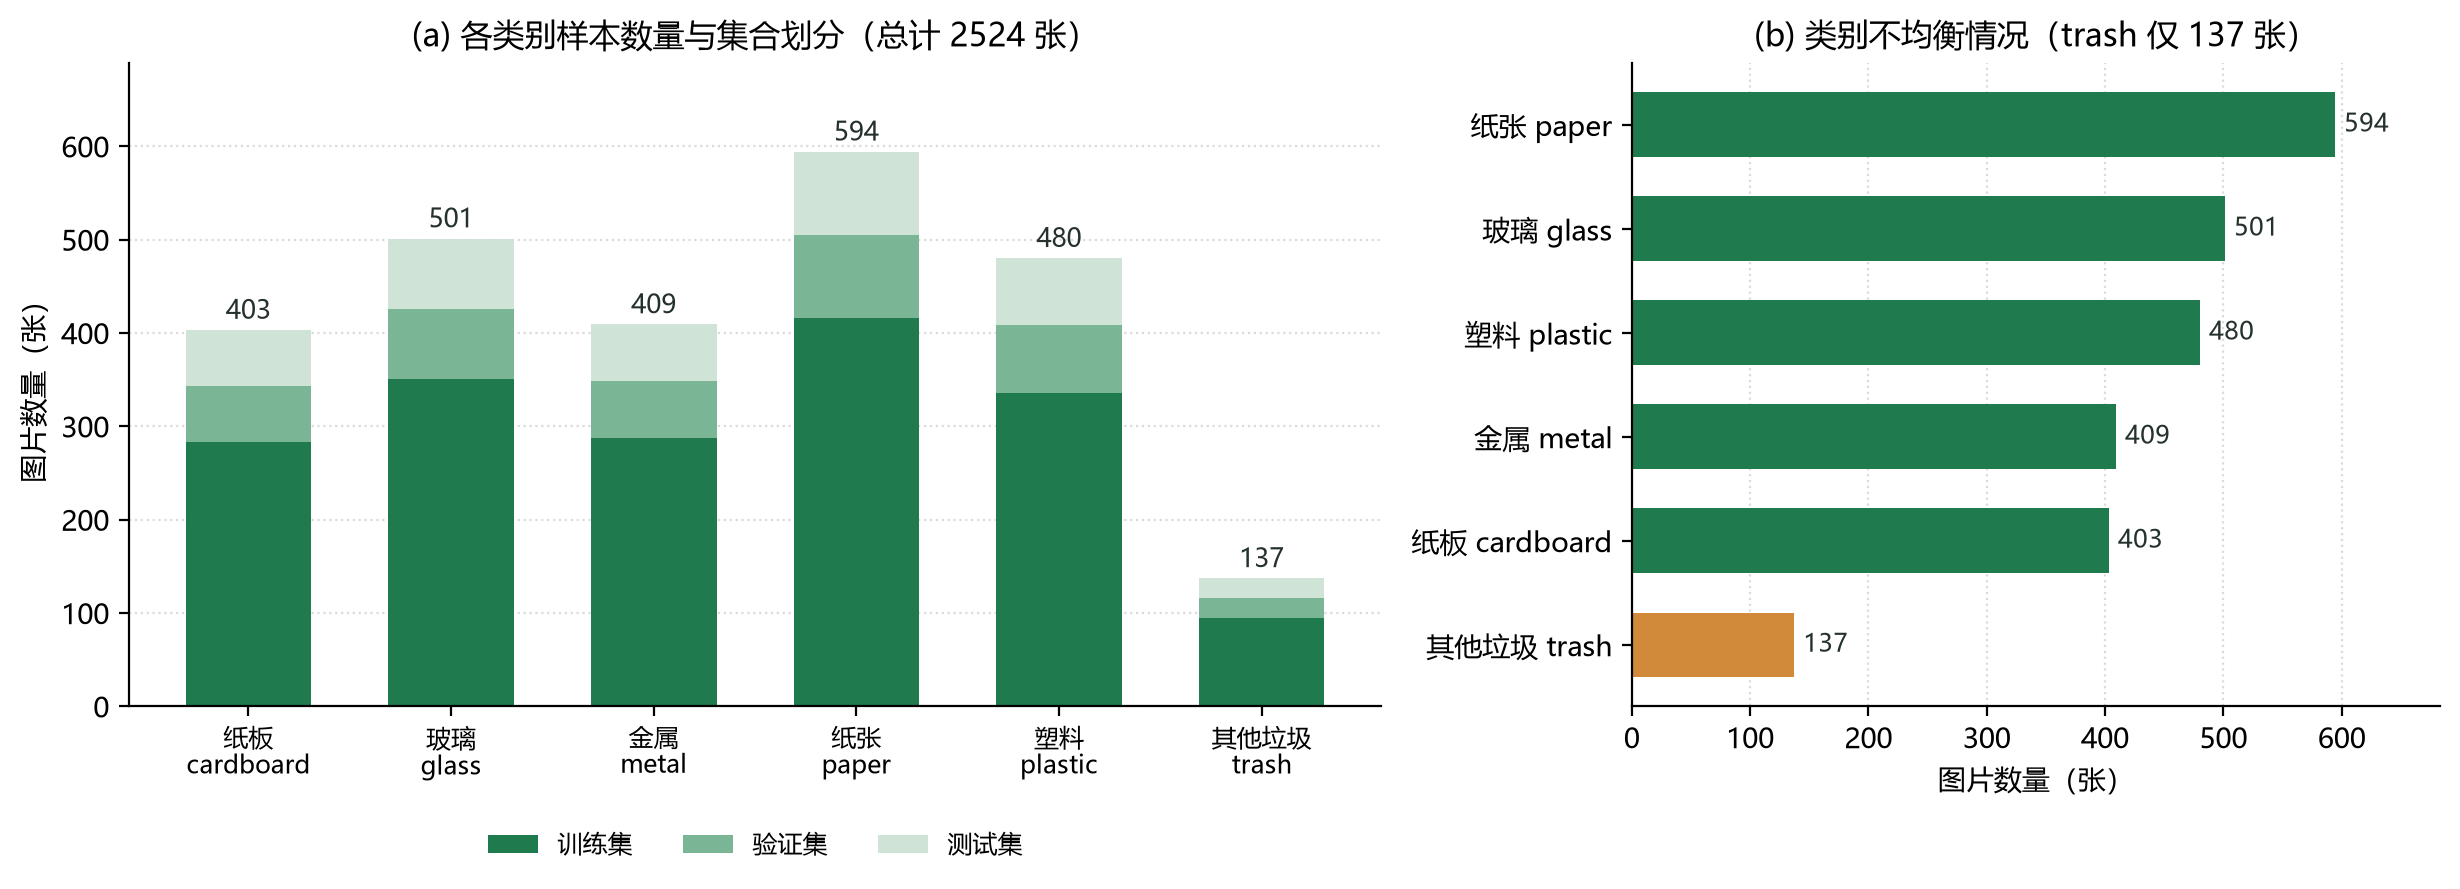 (a) 各类别样本数量与集合划分（总计 2524 张）
图片数量（张）
600
500
400
300
200
100
0
403
501
409
594
480
137
纸板
cardboard
玻璃
glass
金属
metal
纸张
paper
塑料
plastic
其他垃圾
trash
训练集
验证集
测试集
(b) 类别不均衡情况（trash 仅 137 张）
纸张 paper
594
玻璃 glass
501
塑料 plastic
480
金属 metal
409
纸板 cardboard
403
其他垃圾 trash
137
0
100
200
300
400
500
600
图片数量（张）